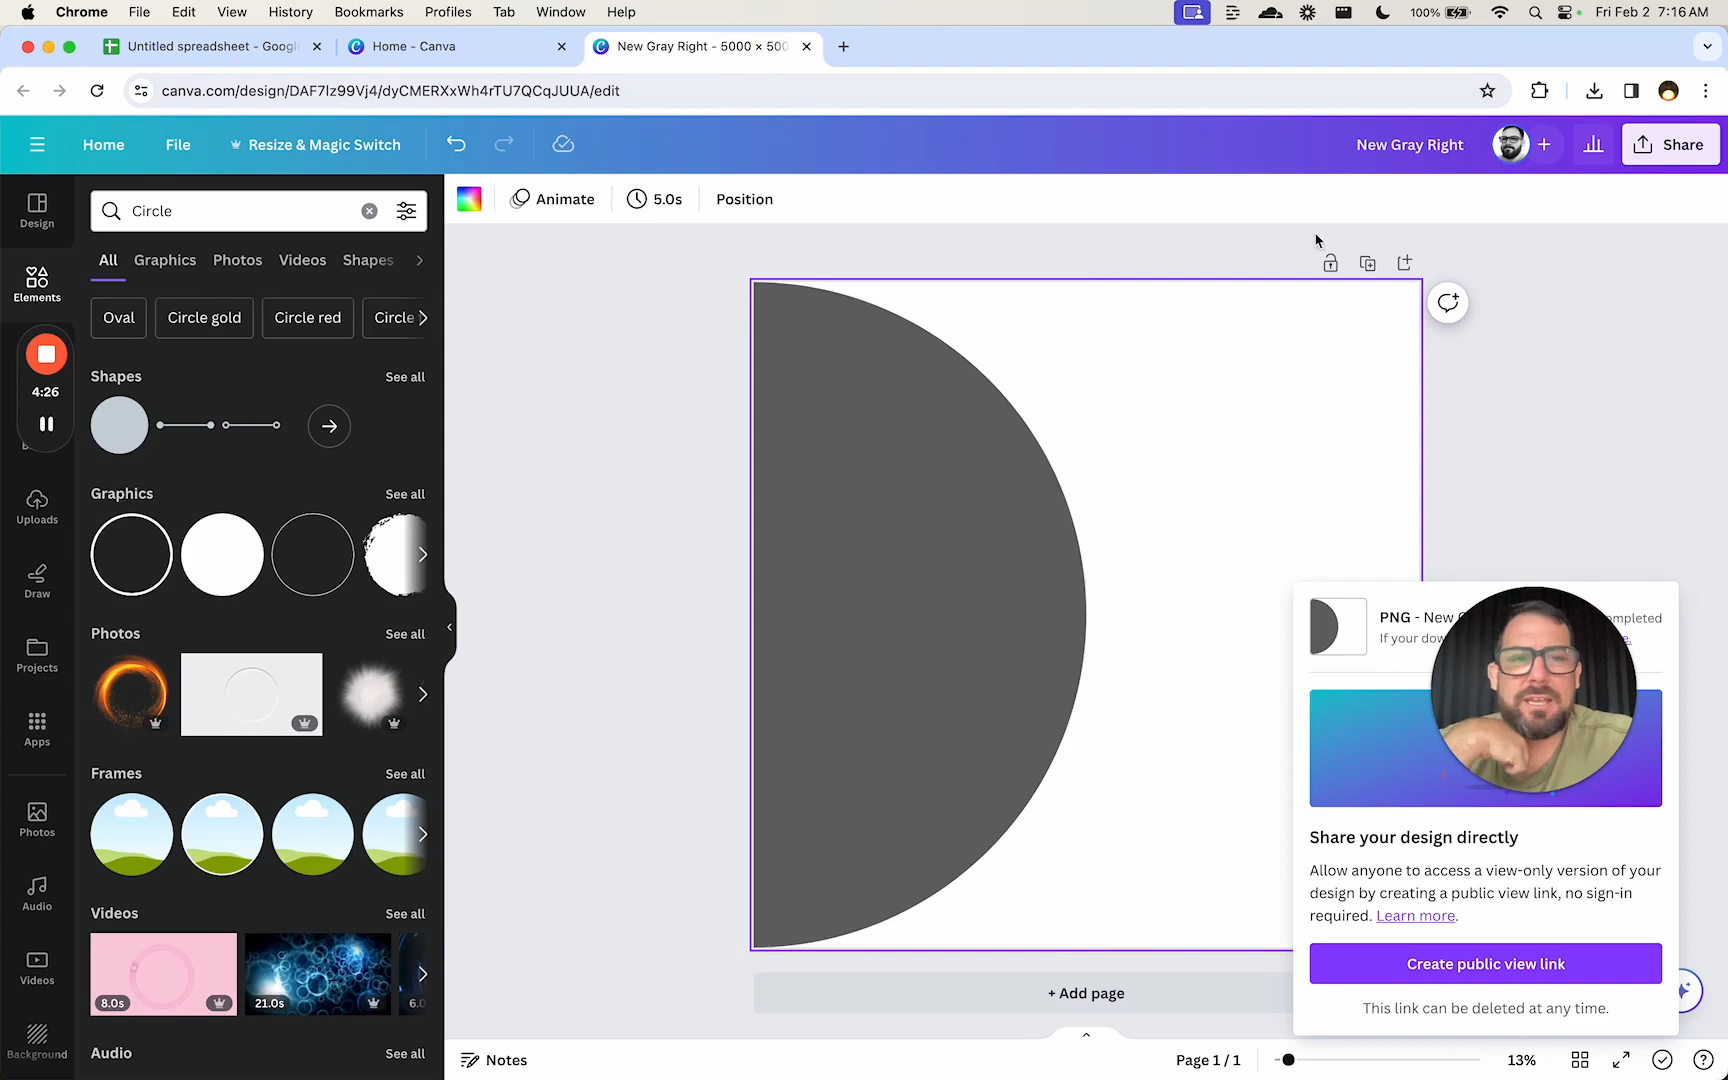 Chrome File Edit View History Bookmarks Profiles Tab Window Help 100% Fri Feb 2 7:16 AM
Untitled spreadsheet - Googl
Home - Canva
New Gray Right - 5000 × 500
canva.com/design/DAF7Iz99Vj4/dyCMERXxWh4rTU7QCqJUUA/edit
Home File Resize & Magic Switch New Gray Right Share
Design
Elements
4:26
Uploads
Draw
Projects
Apps
Photos
Audio
Videos
Background
Circle
All Graphics Photos Videos Shapes
Oval Circle gold Circle red Circle
Shapes See all
Graphics See all
Photos See all
Frames See all
Videos See all
8.0s 21.0s 6.0
Audio See all
Animate 5.0s Position
PNG - New
If your dow
Share your design directly
Allow anyone to access a view-only version of your
design by creating a public view link, no sign-in
required. Learn more.
Create public view link
This link can be deleted at any time.
+ Add page
Notes Page 1 / 1 13%